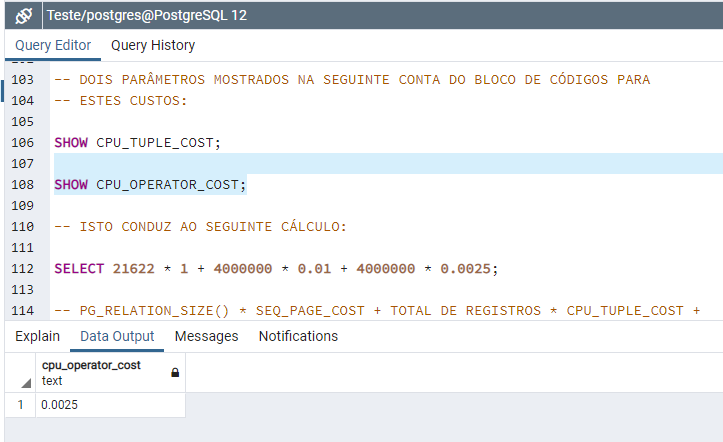 Teste/postgres@PostgreSQL 12
Query Editor Query History
103 -- DOIS PARÂMETROS MOSTRADOS NA SEGUINTE CONTA DO BLOCO DE CÓDIGOS PARA
104 -- ESTES CUSTOS:
105
106 SHOW CPU_TUPLE_COST;
107
108 SHOW CPU_OPERATOR_COST;
109
110 -- ISTO CONDUZ AO SEGUINTE CÁLCULO:
111
112 SELECT 21622 * 1 + 4000000 * 0.01 + 4000000 * 0.0025;
113
114 -- PG_RELATION_SIZE() * SEQ_PAGE_COST + TOTAL DE REGISTROS * CPU_TUPLE_COST +
Explain Data Output Messages Notifications
cpu_operator_cost
text
1 0.0025